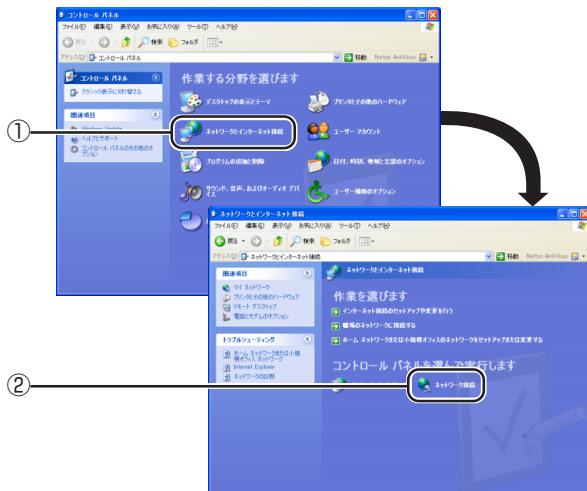 コントロール パネル
ファイル(F) 編集(E) 表示(V) お気に入り(A) ツール(T) ヘルプ(H)
戻る 検索 フォルダ
アドレス(D) コントロール パネル 移動 Norton AntiVirus
コントロール パネル
クラシック表示に切り替える
関連項目
Windows Update
ヘルプとサポート
コントロール パネルのその他のオプション
作業する分野を選びます
デスクトップの表示とテーマ
プリンタとその他のハードウェア
①
ネットワークとインターネット接続
ユーザー アカウント
プログラムの追加と削除
日付、時刻、地域と言語のオプション
サウンド、音声、およびオーディオ デバイス
ユーザー補助のオプション
ネットワークとインターネット接続
ファイル(F) 編集(E) 表示(V) お気に入り(A) ツール(T) ヘルプ(H)
戻る 検索 フォルダ
アドレス(D) ネットワークとインターネット接続 移動 Norton AntiVirus
関連項目
マイ ネットワーク
プリンタとその他のハードウェア
リモート デスクトップ
電話とモデムのオプション
トラブルシューティング
ホーム ネットワークまたは小規模オフィス ネットワーク
Internet Explorer
ネットワークの診断
ネットワークとインターネット接続
作業を選びます
インターネット接続のセットアップや変更を行う
職場のネットワークに接続する
ホーム ネットワークまたは小規模オフィスのネットワークをセットアップまたは変更する
コントロール パネルを選んで実行します
②
ネットワーク接続